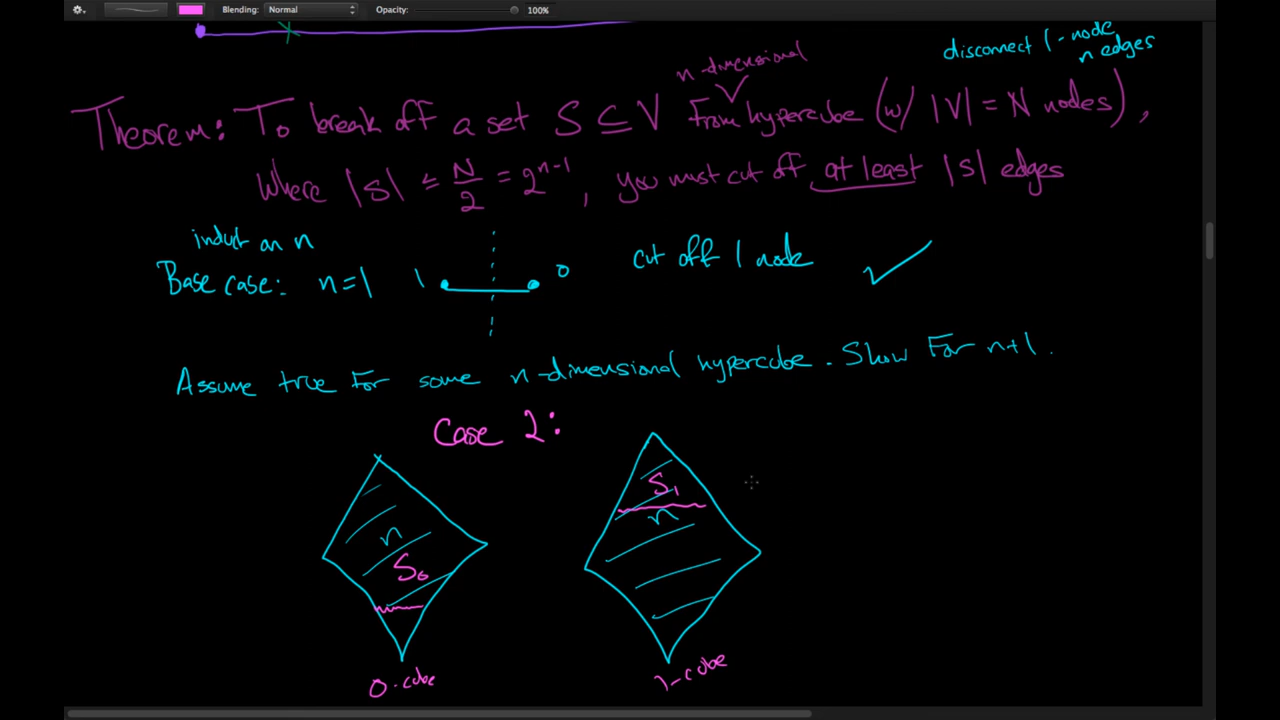 Blending: Normal Opacity: 100%
disconnect 1-node
n edges
n-dimensional
Theorem: To break off a set S ⊆ V From hypercube (w/ |V| = N nodes),
Where |S| ≤ N/2 = 2^{n-1}, you must cut off at least |S| edges
induct on n
Base case: n=1 1 0 cut off 1 node
Assume true For some n-dimensional hypercube. Show For n+1.
Case 2:
n
S₀
S₁
n
0-cube
1-cube